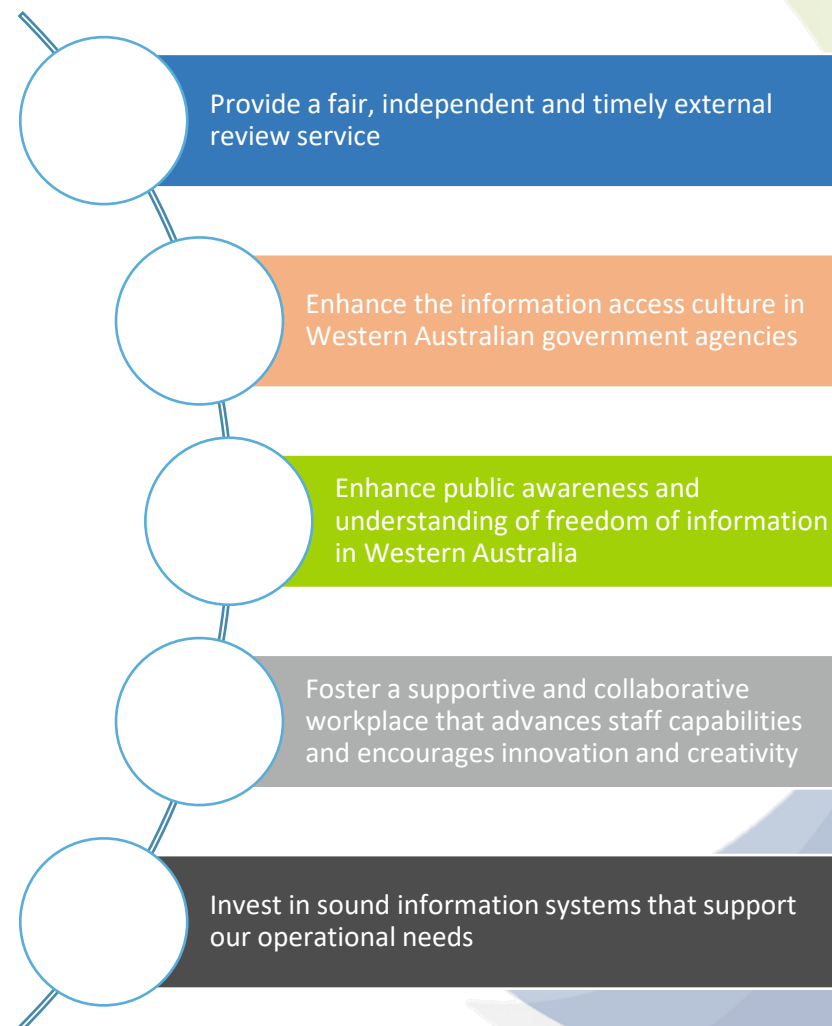 Provide a fair, independent and timely external
review service
Enhance the information access culture in
Western Australian government agencies
Enhance public awareness and
understanding of freedom of information
in Western Australia
Foster a supportive and collaborative
workplace that advances staff capabilities
and encourages innovation and creativity
Invest in sound information systems that support
our operational needs